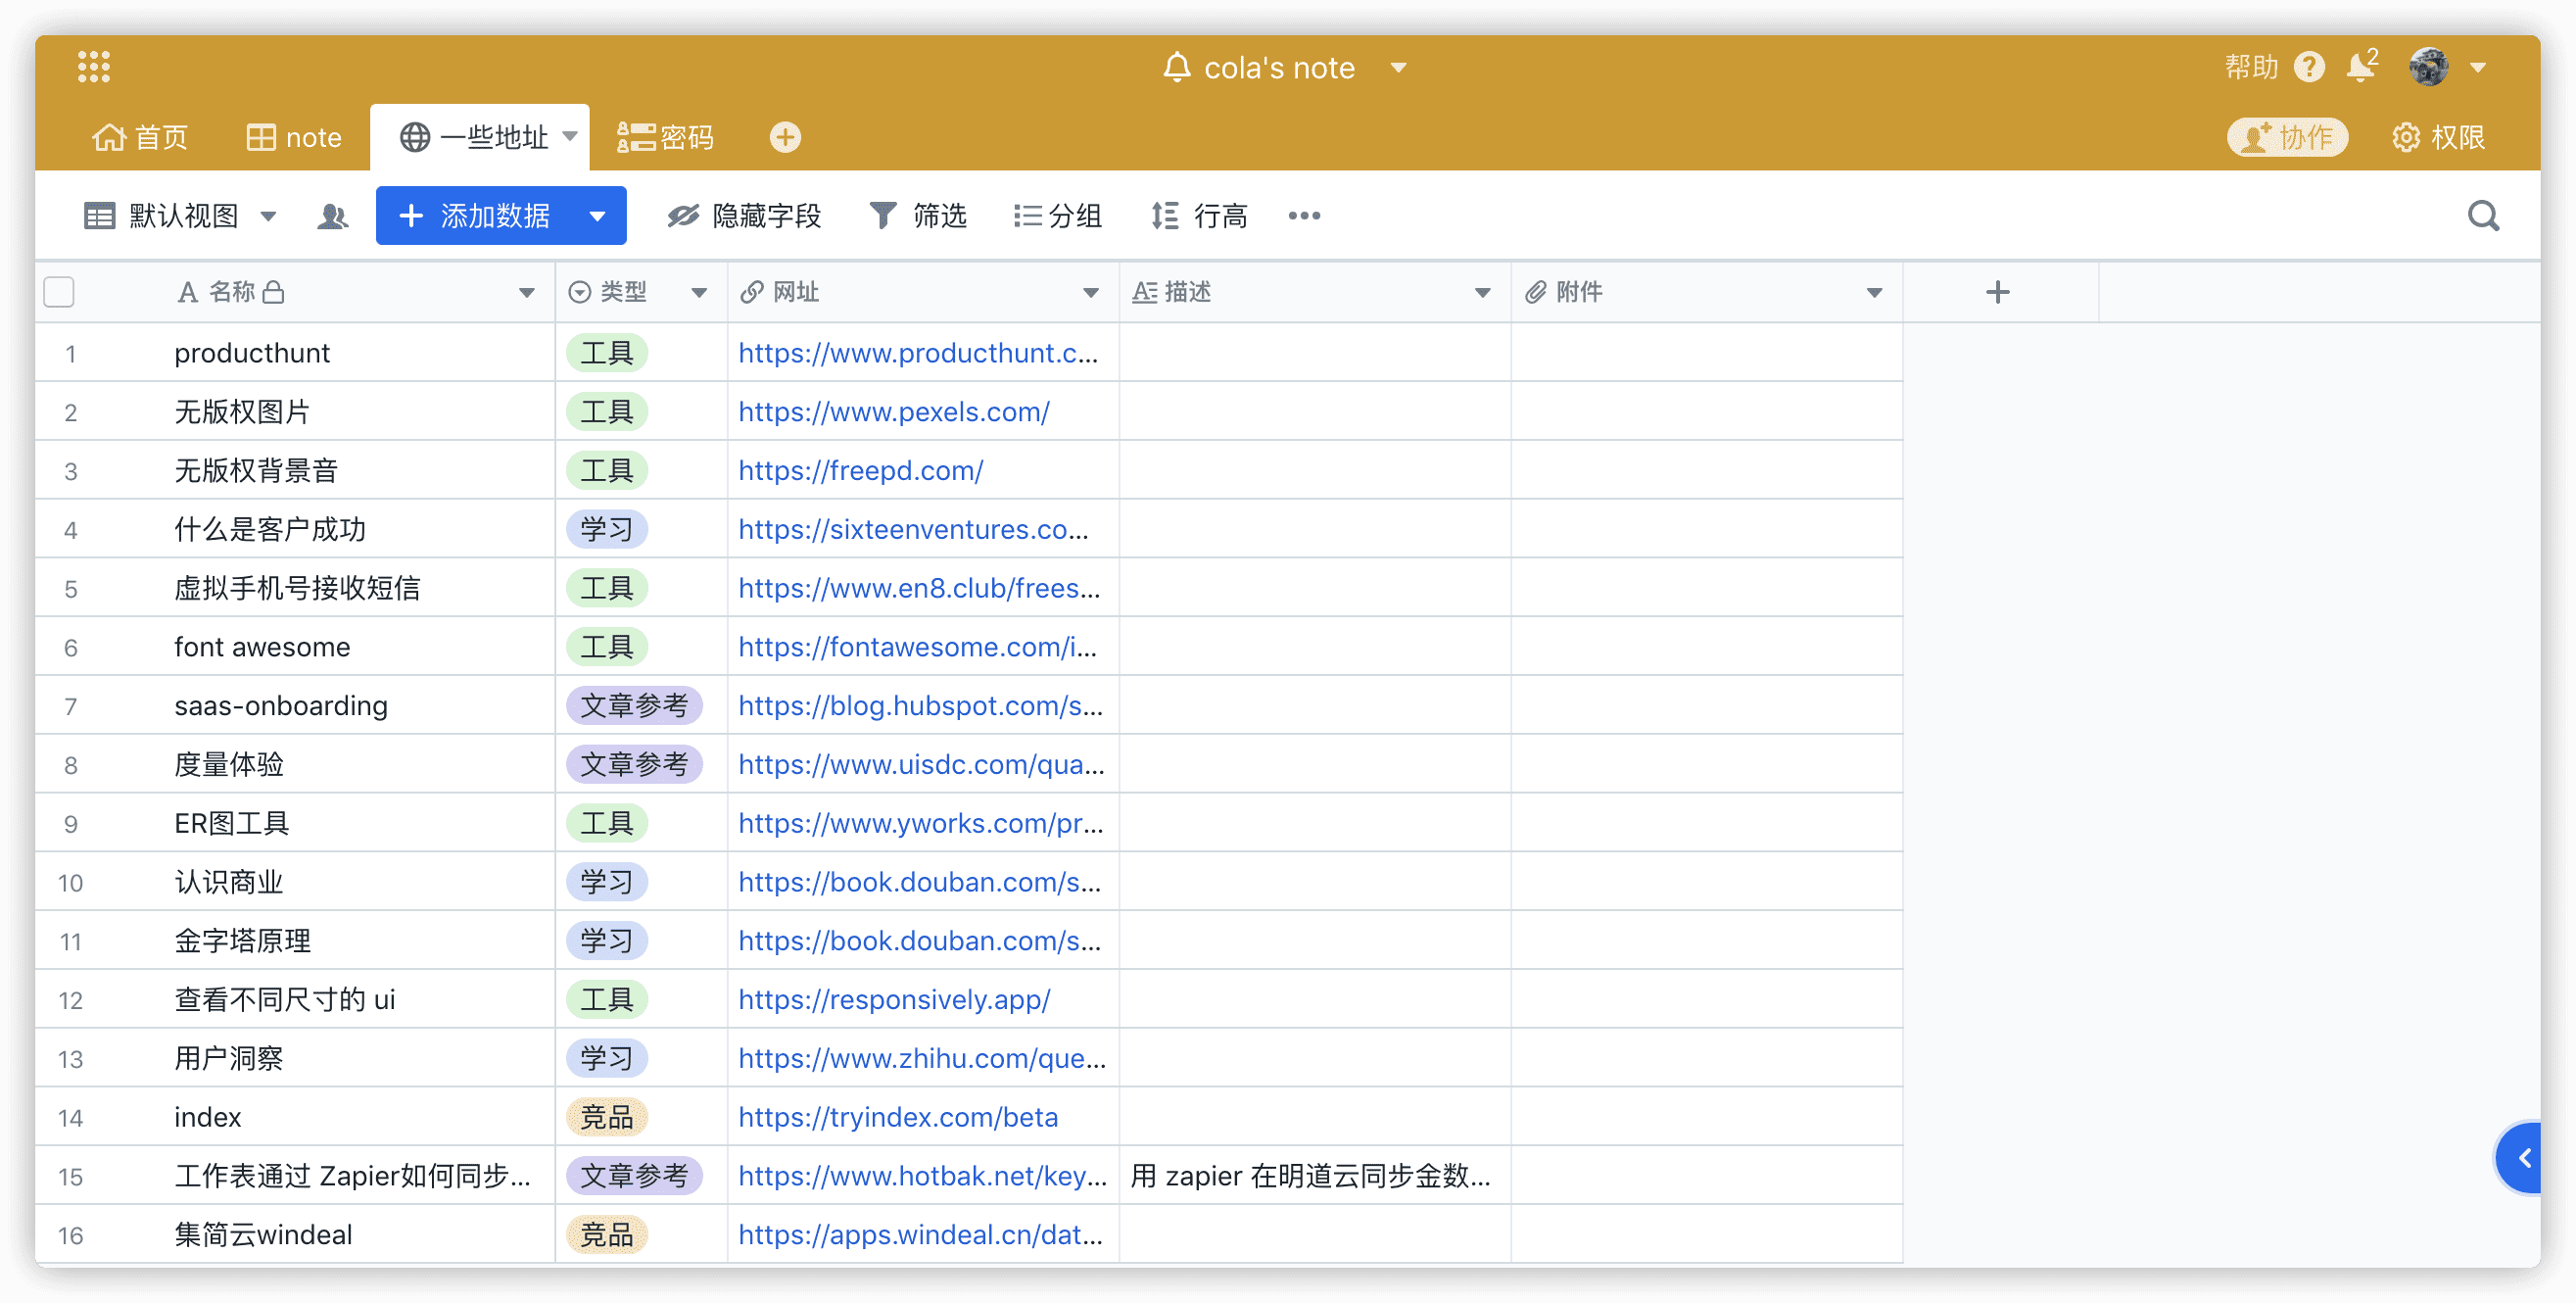 cola's note
帮助 2
首页 note 一些地址 密码 协作 权限
默认视图 添加数据 隐藏字段 筛选 分组 行高
名称 类型 网址 描述 附件
1 producthunt 工具 https://www.producthunt.c...
2 无版权图片 工具 https://www.pexels.com/
3 无版权背景音 工具 https://freepd.com/
4 什么是客户成功 学习 https://sixteenventures.co...
5 虚拟手机号接收短信 工具 https://www.en8.club/frees...
6 font awesome 工具 https://fontawesome.com/i...
7 saas-onboarding 文章参考 https://blog.hubspot.com/s...
8 度量体验 文章参考 https://www.uisdc.com/qua...
9 ER图工具 工具 https://www.yworks.com/pr...
10 认识商业 学习 https://book.douban.com/s...
11 金字塔原理 学习 https://book.douban.com/s...
12 查看不同尺寸的 ui 工具 https://responsively.app/
13 用户洞察 学习 https://www.zhihu.com/que...
14 index 竞品 https://tryindex.com/beta
15 工作表通过 Zapier如何同步... 文章参考 https://www.hotbak.net/key... 用 zapier 在明道云同步金数...
16 集简云windeal 竞品 https://apps.windeal.cn/dat...